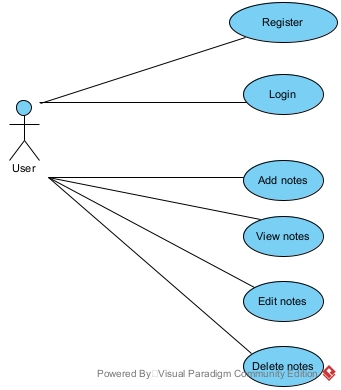 Register
Login
User
Add notes
View notes
Edit notes
Delete notes
Powered By Visual Paradigm Community Edition